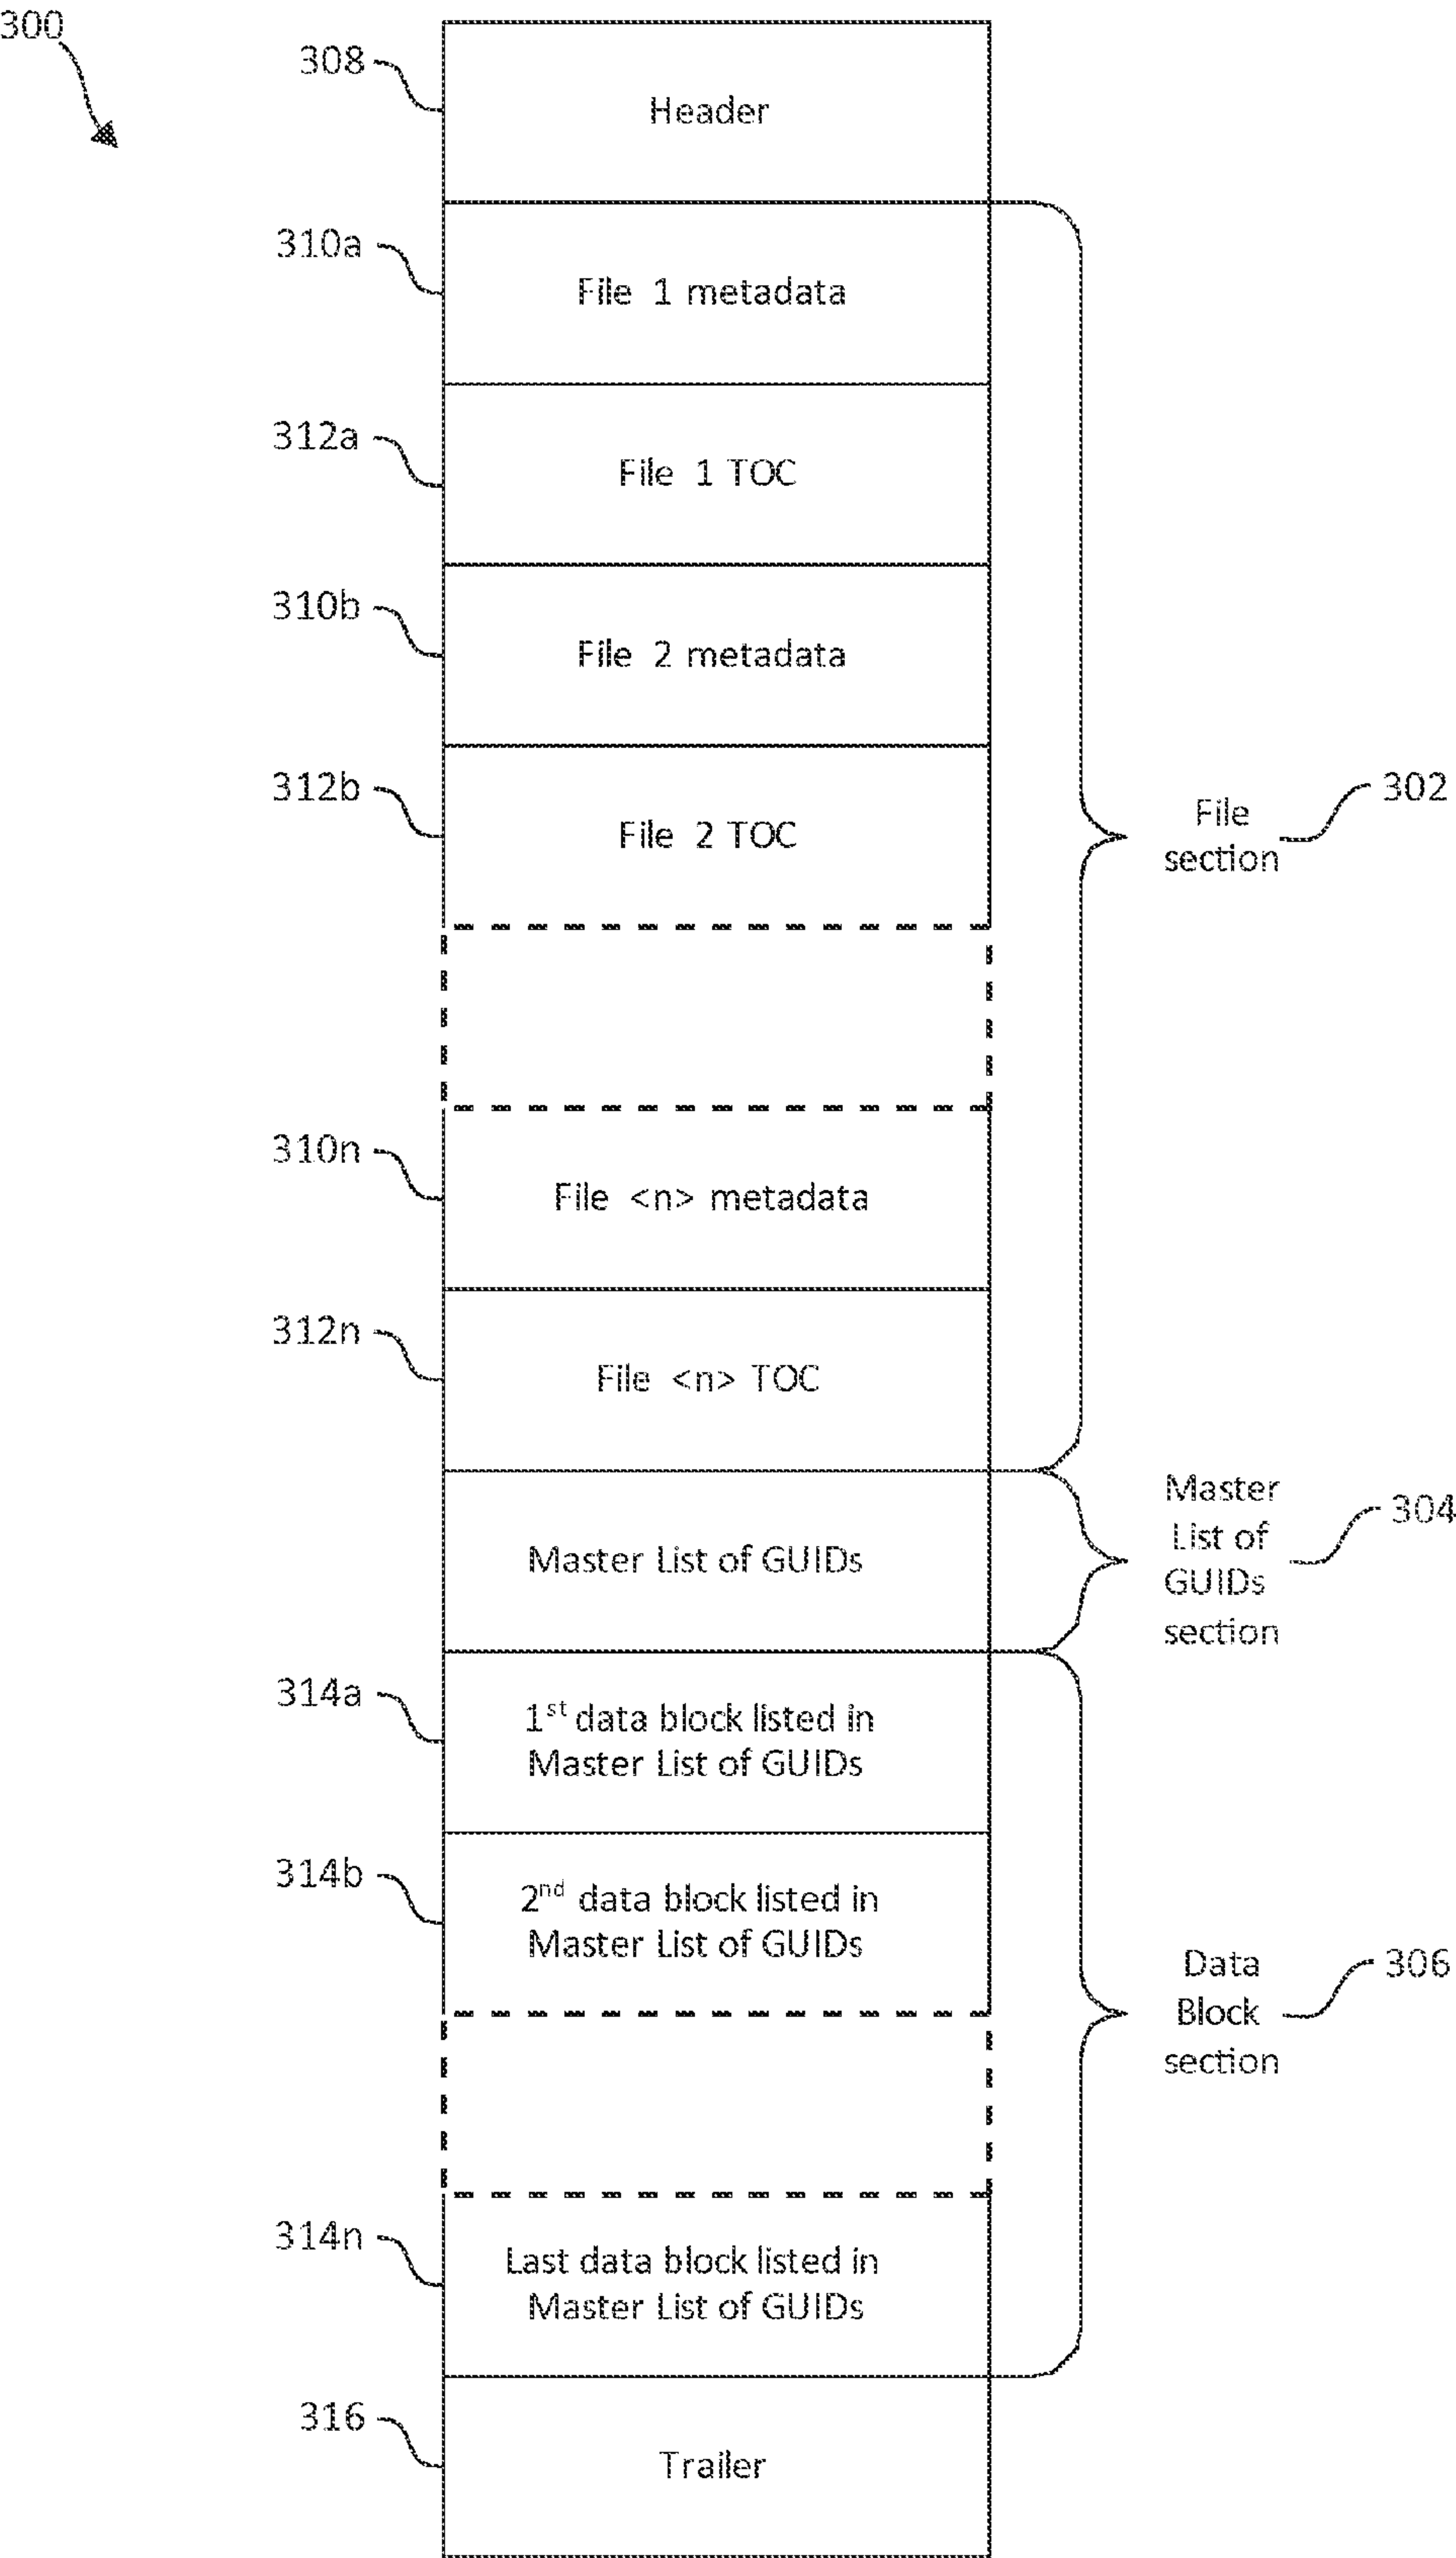 300
308
Header
310a
File 1 metadata
312a
File 1 TOC
310b
File 2 metadata
312b
File 2 TOC
File
section
302
310n
File <n> metadata
312n
File <n> TOC
Master List of GUIDs
Master
List of
GUIDs
section
304
314a
1st data block listed in
Master List of GUIDs
314b
2nd data block listed in
Master List of GUIDs
Data
Block
section
306
314n
Last data block listed in
Master List of GUIDs
316
Trailer